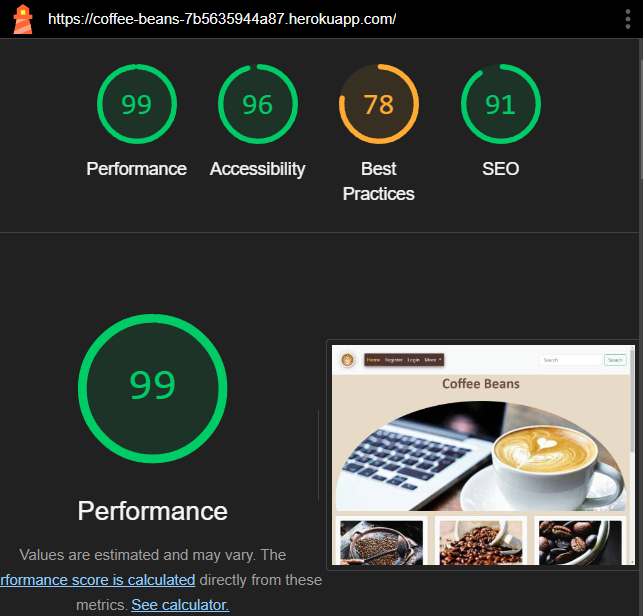 https://coffee-beans-7b5635944a87.herokuapp.com/
99
96
78
91
Performance
Accessibility
Best
Practices
SEO
99
Home Register Login More
Search
Search
Coffee Beans
Performance
Values are estimated and may vary. The
rformance score is calculated directly from these
metrics. See calculator.